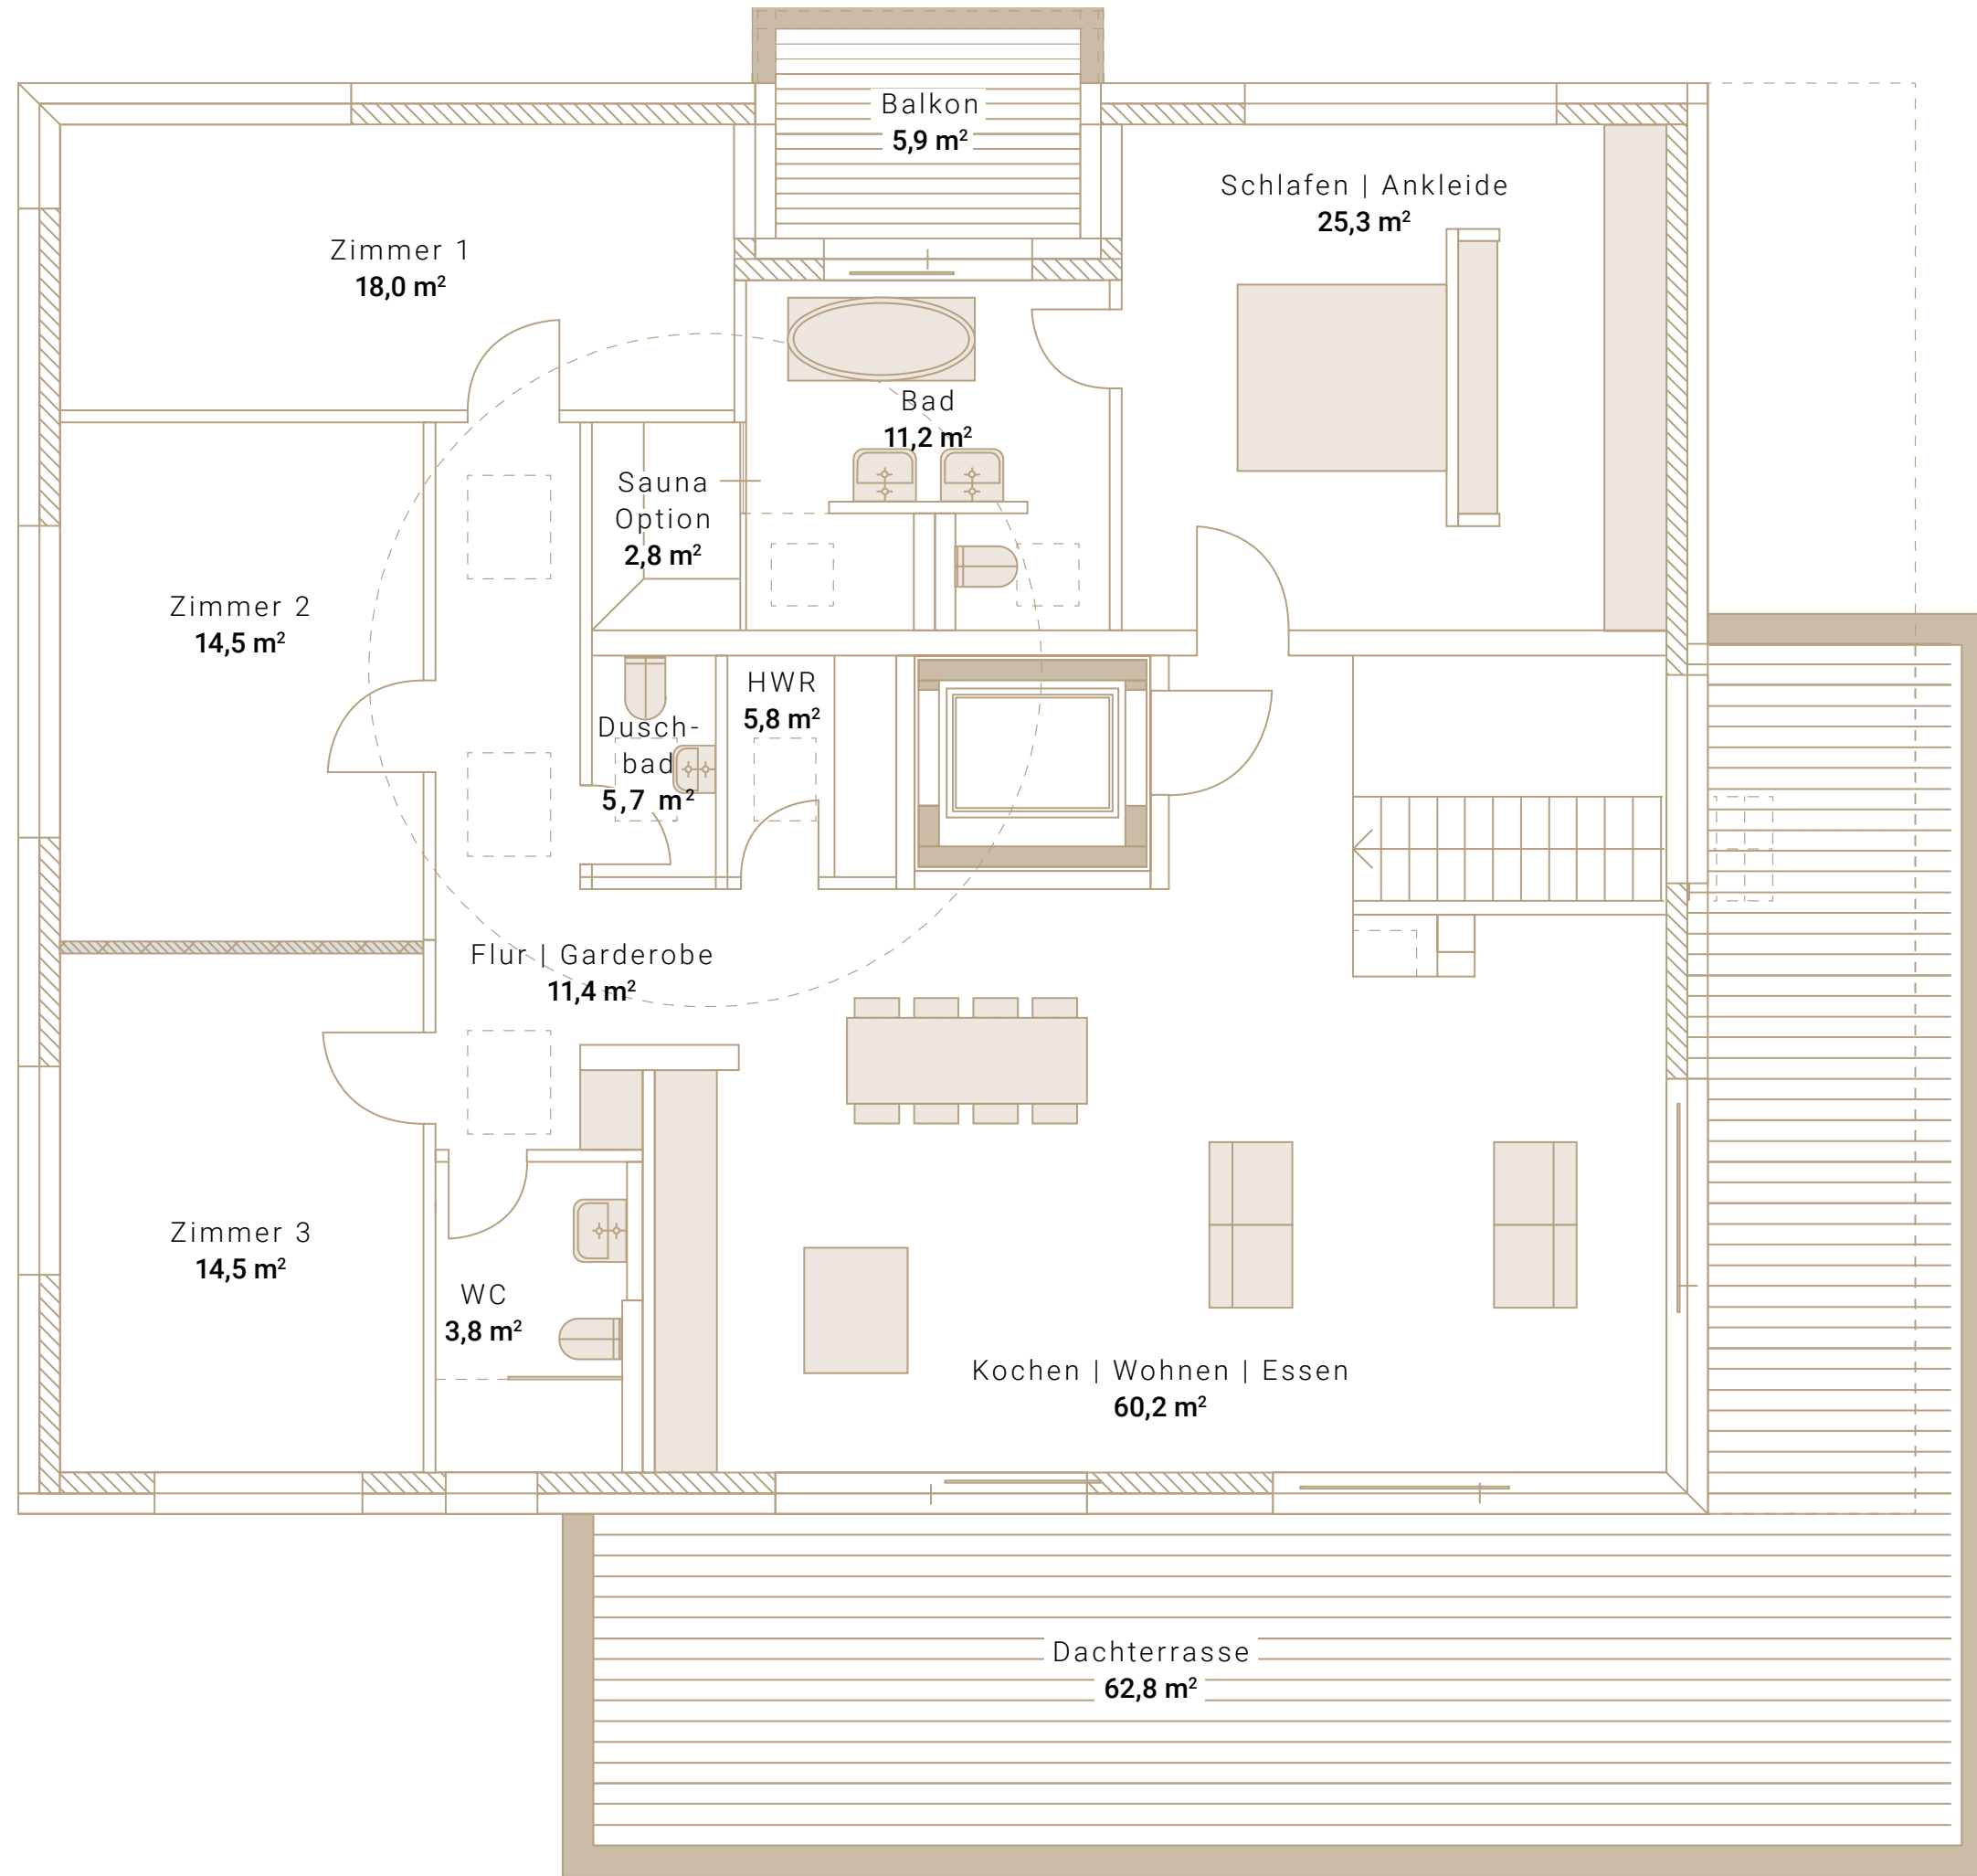 Balkon
5,9 m²
Schlafen | Ankleide
25,3 m²
Zimmer 1
18,0 m²
Bad
11,2 m²
Sauna
Option
2,8 m²
Zimmer 2
14,5 m²
HWR
5,8 m²
Dusch-
bad
5,7 m²
Flur | Garderobe
11,4 m²
Zimmer 3
14,5 m²
WC
3,8 m²
Kochen | Wohnen | Essen
60,2 m²
Dachterrasse
62,8 m²